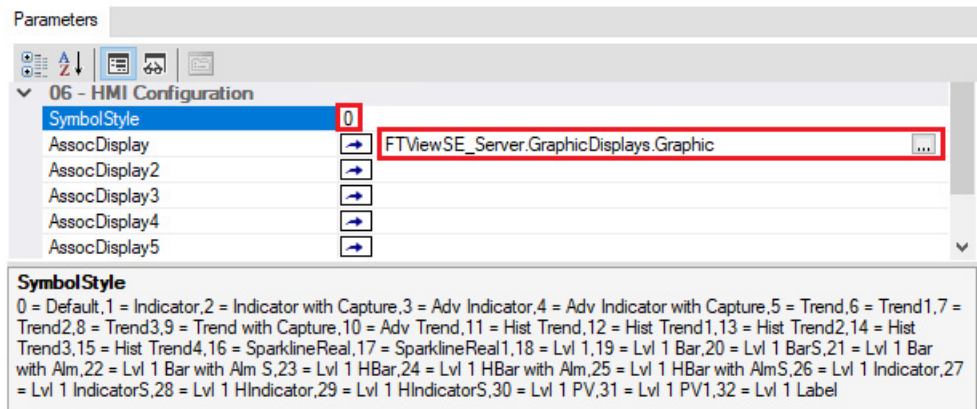 Parameters
06 - HMI Configuration
SymbolStyle 0
AssocDisplay FTViewSE_Server.GraphicDisplays.Graphic ...
AssocDisplay2
AssocDisplay3
AssocDisplay4
AssocDisplay5
SymbolStyle
0 = Default,1 = Indicator,2 = Indicator with Capture,3 = Adv Indicator,4 = Adv Indicator with Capture,5 = Trend,6 = Trend1,7 =
Trend2,8 = Trend3,9 = Trend with Capture,10 = Adv Trend,11 = Hist Trend,12 = Hist Trend1,13 = Hist Trend2,14 = Hist
Trend3,15 = Hist Trend4,16 = SparklineReal,17 = SparklineReal1,18 = Lvl 1,19 = Lvl 1 Bar,20 = Lvl 1 BarS,21 = Lvl 1 Bar
with Alm,22 = Lvl 1 Bar with Alm S,23 = Lvl 1 HBar,24 = Lvl 1 HBar with Alm,25 = Lvl 1 HBar with AlmS,26 = Lvl 1 Indicator,27
= Lvl 1 IndicatorS,28 = Lvl 1 HIndicator,29 = Lvl 1 HIndicatorS,30 = Lvl 1 PV,31 = Lvl 1 PV1,32 = Lvl 1 Label